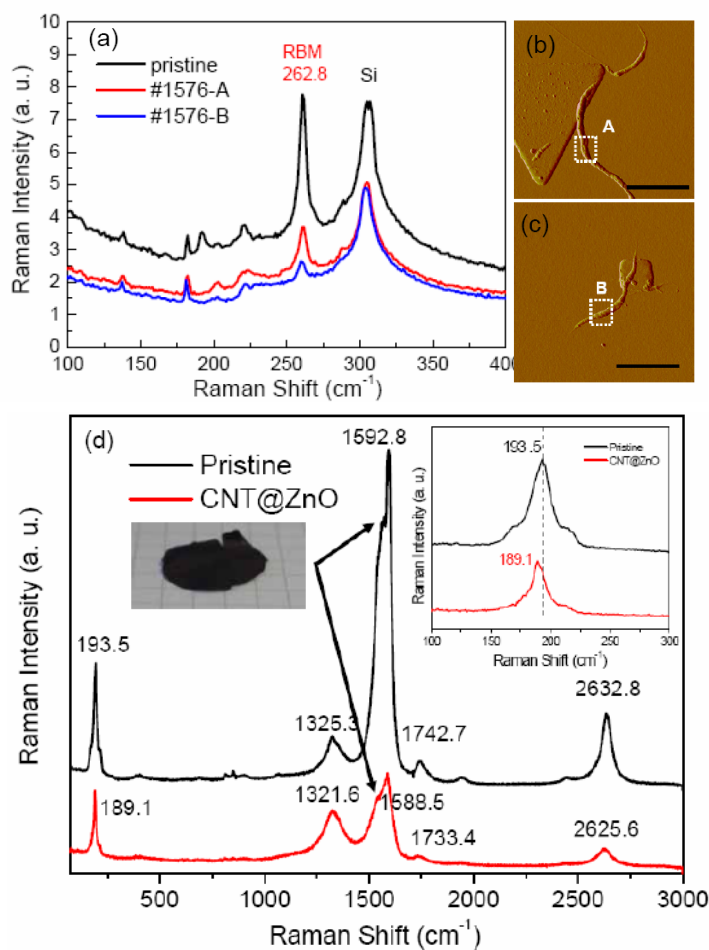 (a)
pristine
#1576-A
#1576-B
RBM
262.8
Si
10
9
8
7
6
5
4
3
2
1
0
Raman Intensity (a. u.)
100 150 200 250 300 350 400
Raman Shift (cm⁻¹)
(b)
A
(c)
B
(d)
Pristine
CNT@ZnO
1592.8
193.5
1325.3
1742.7
2632.8
189.1
1321.6
1588.5
1733.4
2625.6
Raman Intensity (a. u.)
500 1000 1500 2000 2500 3000
Raman Shift (cm⁻¹)
193.5
Pristine
CNT@ZnO
189.1
Raman Intensity (a. u.)
100 150 200 250 300
Raman Shift (cm⁻¹)